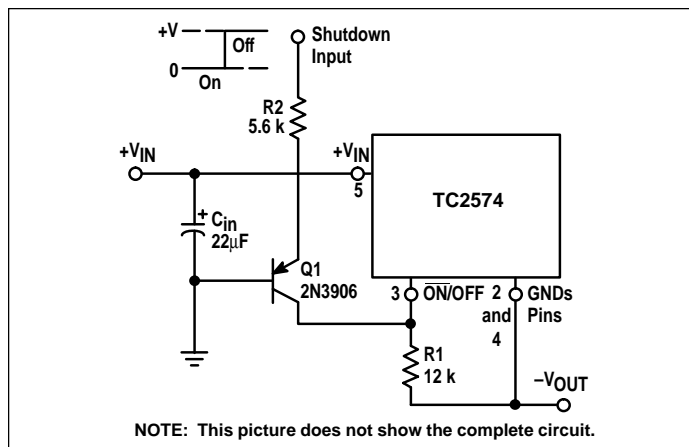 +V
Off
0
On
Shutdown
Input
R2
5.6 k
+VIN
+VIN
5
TC2574
Cin
22µF
+
Q1
2N3906
3
ON/OFF
2
and
4
GNDs
Pins
R1
12 k
–VOUT
NOTE: This picture does not show the complete circuit.